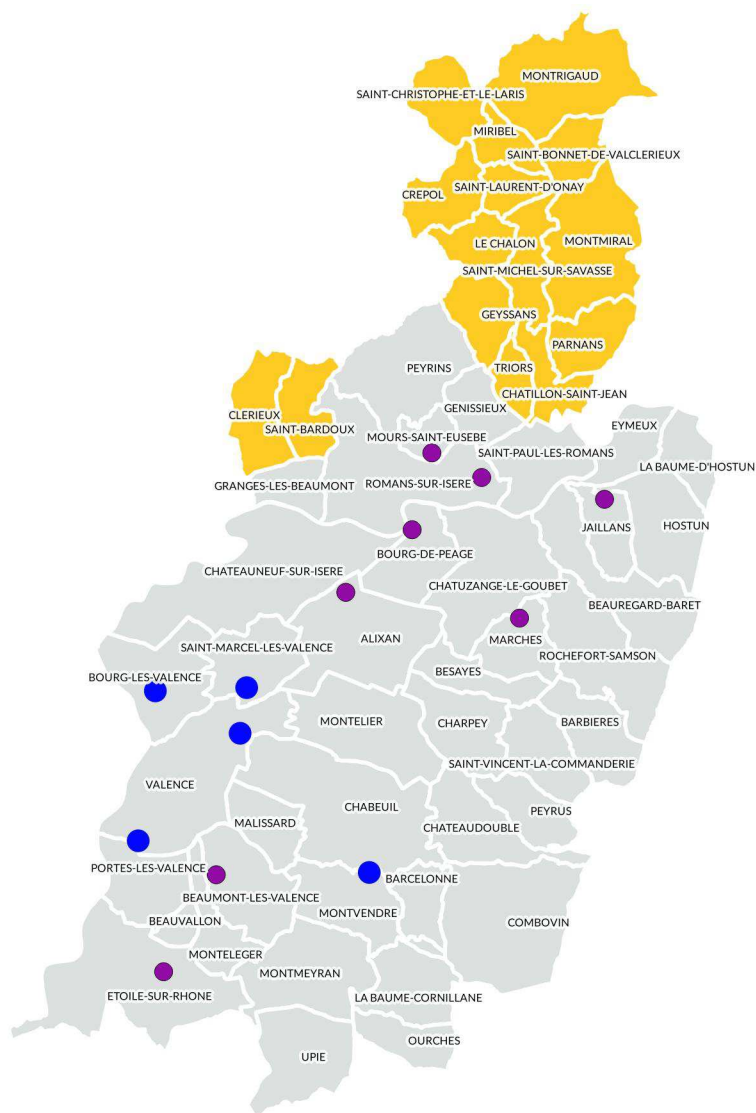 MONTRIGAUD
SAINT-CHRISTOPHE-ET-LE-LARIS
MIRIBEL
SAINT-BONNET-DE-VALCLERIEUX
SAINT-LAURENT-D'ONAY
CREPOL
LE CHALON
MONTMIRAL
SAINT-MICHEL-SUR-SAVASSE
GEYSSANS
PARNANS
PEYRINS
TRIORS
CHATILLON-SAINT-JEAN
GENISSIEUX
CLERIEUX
SAINT-BARDOUX
EYMEUX
MOURS-SAINT-EUSEBE
SAINT-PAUL-LES-ROMANS
LA BAUME-D'HOSTUN
GRANGES-LES-BEAUMONT
ROMANS-SUR-ISERE
JAILLANS
HOSTUN
BOURG-DE-PEAGE
CHATEAUNEUF-SUR-ISERE
CHATUZANGE-LE-GOUBET
BEAUREGARD-BARET
ALIXAN
MARCHES
SAINT-MARCEL-LES-VALENCE
ROCHEFORT-SAMSON
BESAYES
BOURG-LES-VALENCE
MONTELIER
CHARPEY
BARBIERES
SAINT-VINCENT-LA-COMMANDERIE
VALENCE
CHABEUIL
PEYRUS
MALISSARD
CHATEAUDOUBLE
PORTES-LES-VALENCE
BARCELONNE
BEAUMONT-LES-VALENCE
MONTVENDRE
BEAUVALLON
COMBOVIN
MONTELEGER
MONTMEYRAN
ETOILE-SUR-RHONE
LA BAUME-CORNILLANE
OURCHES
UPIE